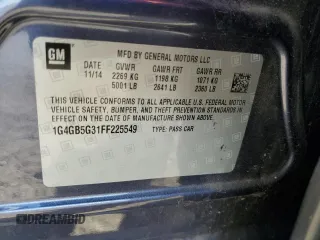 GM
MFD BY GENERAL MOTORS LLC
DATE GVWR GAWR FRT GAWR RR
11/14 2269 KG 1198 KG 1071 KG
5001 LB 2641 LB 2360 LB
THIS VEHICLE CONFORMS TO ALL APPLICABLE U.S. FEDERAL MOTOR VEHICLE
SAFETY, BUMPER, AND THEFT PREVENTION STANDARDS IN EFFECT ON THE
DATE OF MANUFACTURE SHOWN ABOVE.
1G4GB5G31FF225549 TYPE: PASS CAR
DREAMBID